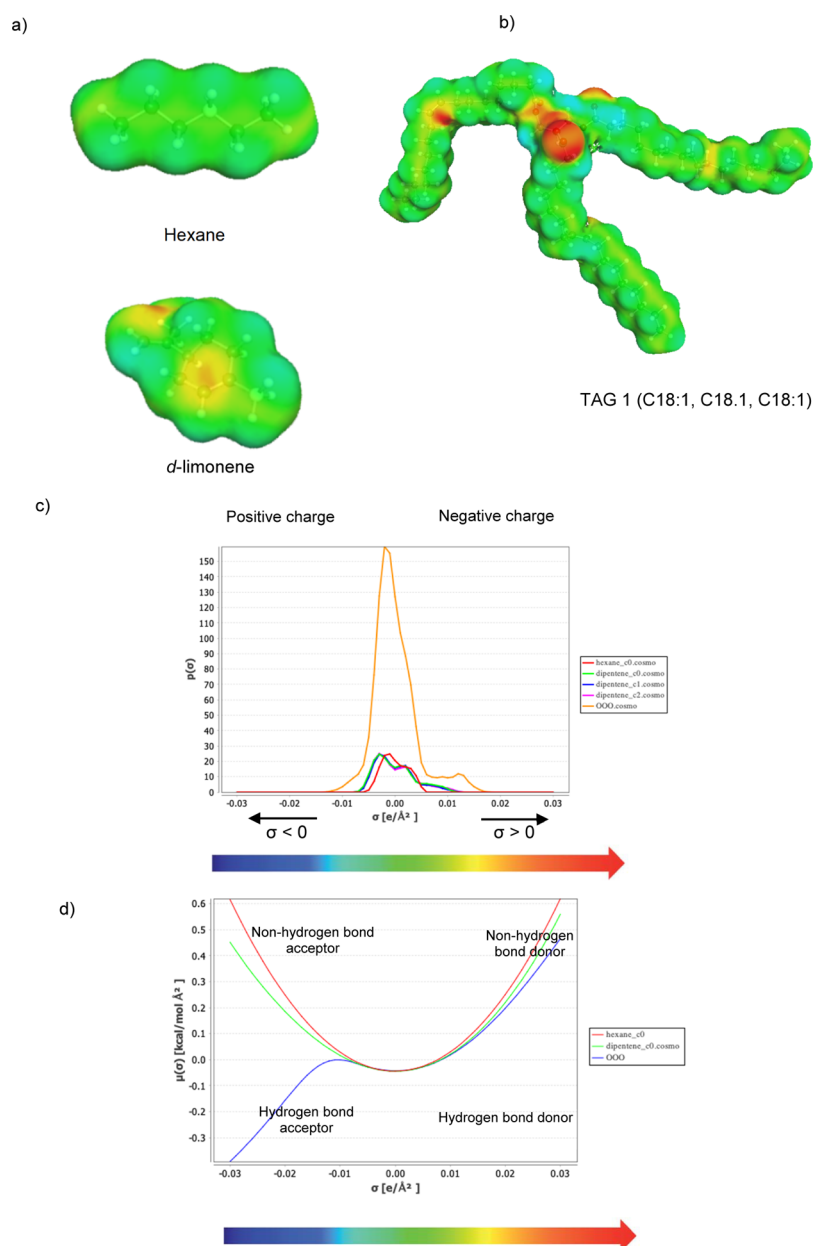 a)
b)
Hexane
d-limonene
TAG 1 (C18:1, C18.1, C18:1)
c)
Positive charge
Negative charge
150
140
130
120
110
100
90
80
70
60
50
40
30
20
10
0
p(σ)
-0.03
-0.02
-0.01
0.00
0.01
0.02
0.03
σ [e/Å²]
hexane_c0.cosmo
dipentene_c0.cosmo
dipentene_c1.cosmo
dipentene_c2.cosmo
OOO.cosmo
σ < 0
σ > 0
d)
0.6
0.5
0.4
0.3
0.2
0.1
0.0
-0.1
-0.2
-0.3
μ(σ) [kcal/mol Å²]
Non-hydrogen bond
acceptor
Non-hydrogen
bond donor
Hydrogen bond
acceptor
Hydrogen bond donor
hexane_c0
dipentene_c0.cosmo
OOO
-0.03
-0.02
-0.01
0.00
0.01
0.02
0.03
σ [e/Å²]